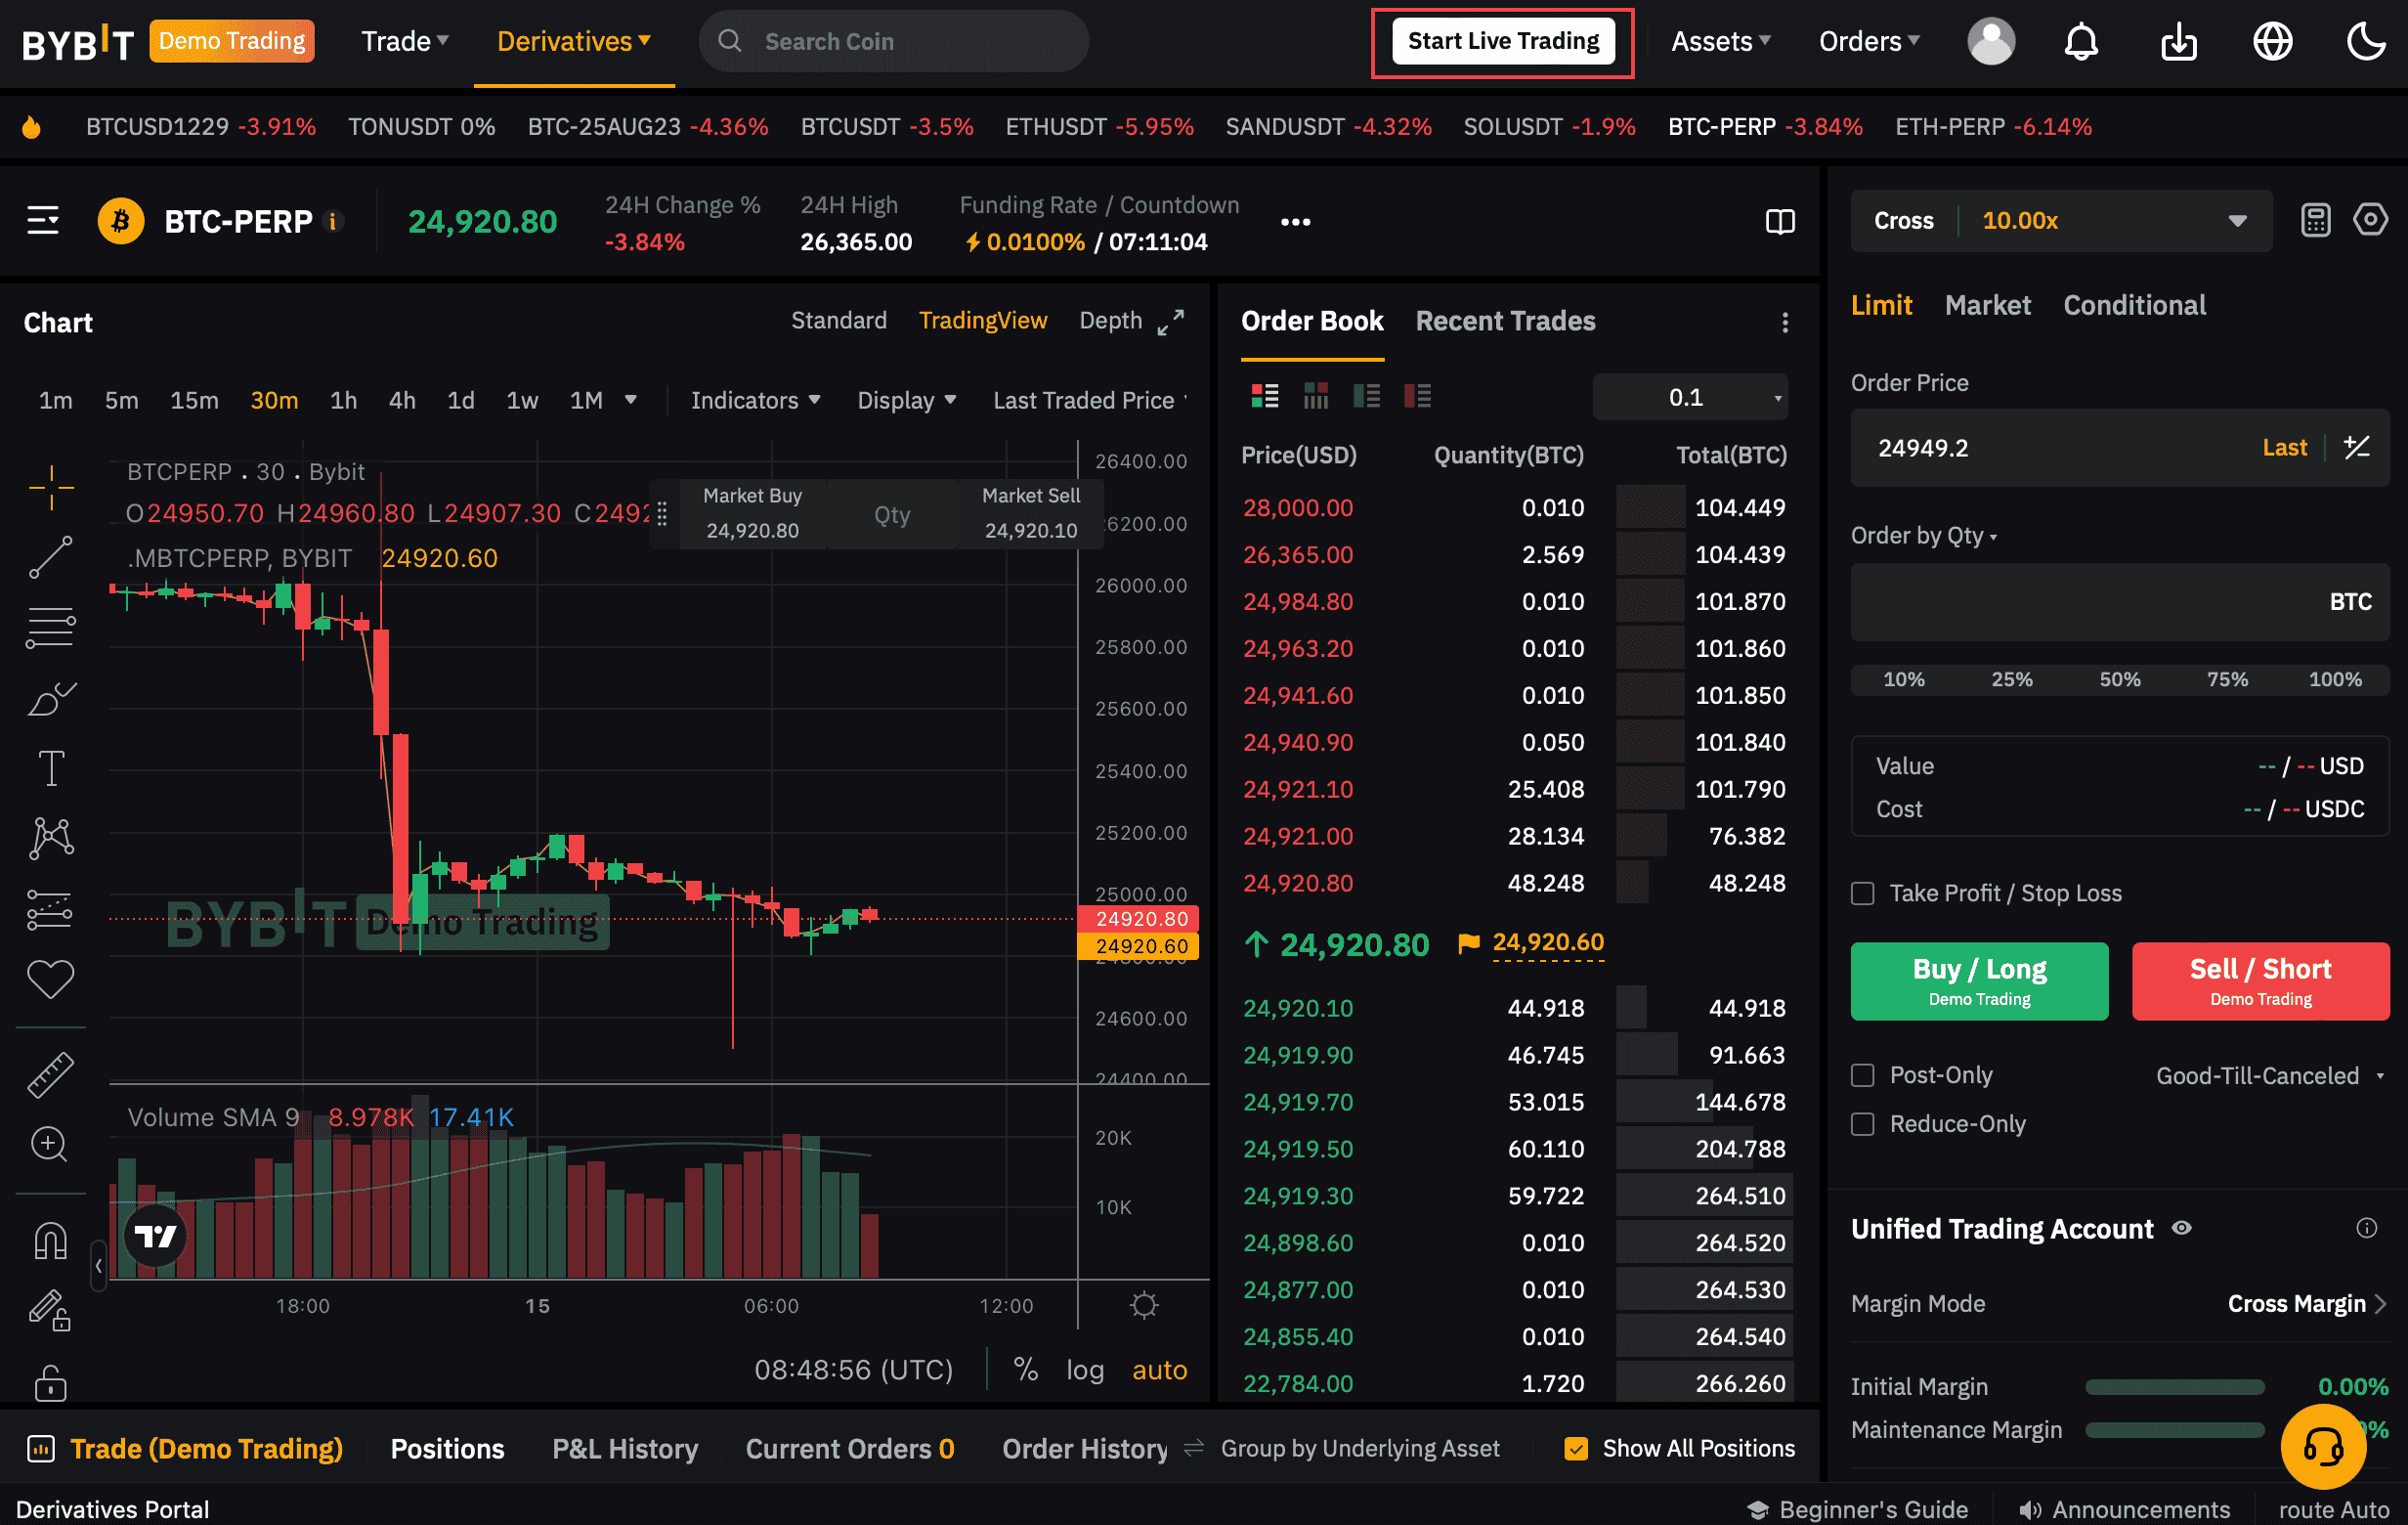 BYBIT Demo Trading Trade Derivatives Search Coin Start Live Trading Assets Orders
BTCUSD1229 -3.91% TONUSDT 0% BTC-25AUG23 -4.36% BTCUSDT -3.5% ETHUSDT -5.95% SANDUSDT -4.32% SOLUSDT -1.9% BTC-PERP -3.84% ETH-PERP -6.14%
BTC-PERP 24,920.80
24H Change % 24H High Funding Rate / Countdown
-3.84% 26,365.00 0.0100% / 07:11:04
Chart Standard TradingView Depth
1m 5m 15m 30m 1h 4h 1d 1w 1M Indicators Display Last Traded Price
BTCPERP . 30 . Bybit
O24950.70 H24960.80 L24907.30 C2492
.MBTCPERP, BYBIT 24920.60
Market Buy Qty Market Sell
24,920.80 24,920.10
26400.00
26200.00
26000.00
25800.00
25600.00
25400.00
25200.00
25000.00
24920.80
24920.60
24600.00
24400.00
BYBIT Demo Trading
Volume SMA 9 8.978K 17.41K
20K
10K
18:00 15 06:00 12:00
08:48:56 (UTC) % log auto
Order Book Recent Trades
0.1
Price(USD) Quantity(BTC) Total(BTC)
28,000.00 0.010 104.449
26,365.00 2.569 104.439
24,984.80 0.010 101.870
24,963.20 0.010 101.860
24,941.60 0.010 101.850
24,940.90 0.050 101.840
24,921.10 25.408 101.790
24,921.00 28.134 76.382
24,920.80 48.248 48.248
24,920.80 24,920.60
24,920.10 44.918 44.918
24,919.90 46.745 91.663
24,919.70 53.015 144.678
24,919.50 60.110 204.788
24,919.30 59.722 264.510
24,898.60 0.010 264.520
24,877.00 0.010 264.530
24,855.40 0.010 264.540
22,784.00 1.720 266.260
Cross 10.00x
Limit Market Conditional
Order Price
24949.2 Last
Order by Qty
BTC
10% 25% 50% 75% 100%
Value -- / -- USD
Cost -- / -- USDC
Take Profit / Stop Loss
Buy / Long Sell / Short
Demo Trading Demo Trading
Post-Only Good-Till-Canceled
Reduce-Only
Unified Trading Account
Margin Mode Cross Margin
Initial Margin 0.00%
Maintenance Margin %
Trade (Demo Trading) Positions P&L History Current Orders 0 Order History Group by Underlying Asset Show All Positions
Derivatives Portal Beginner's Guide Announcements route Auto